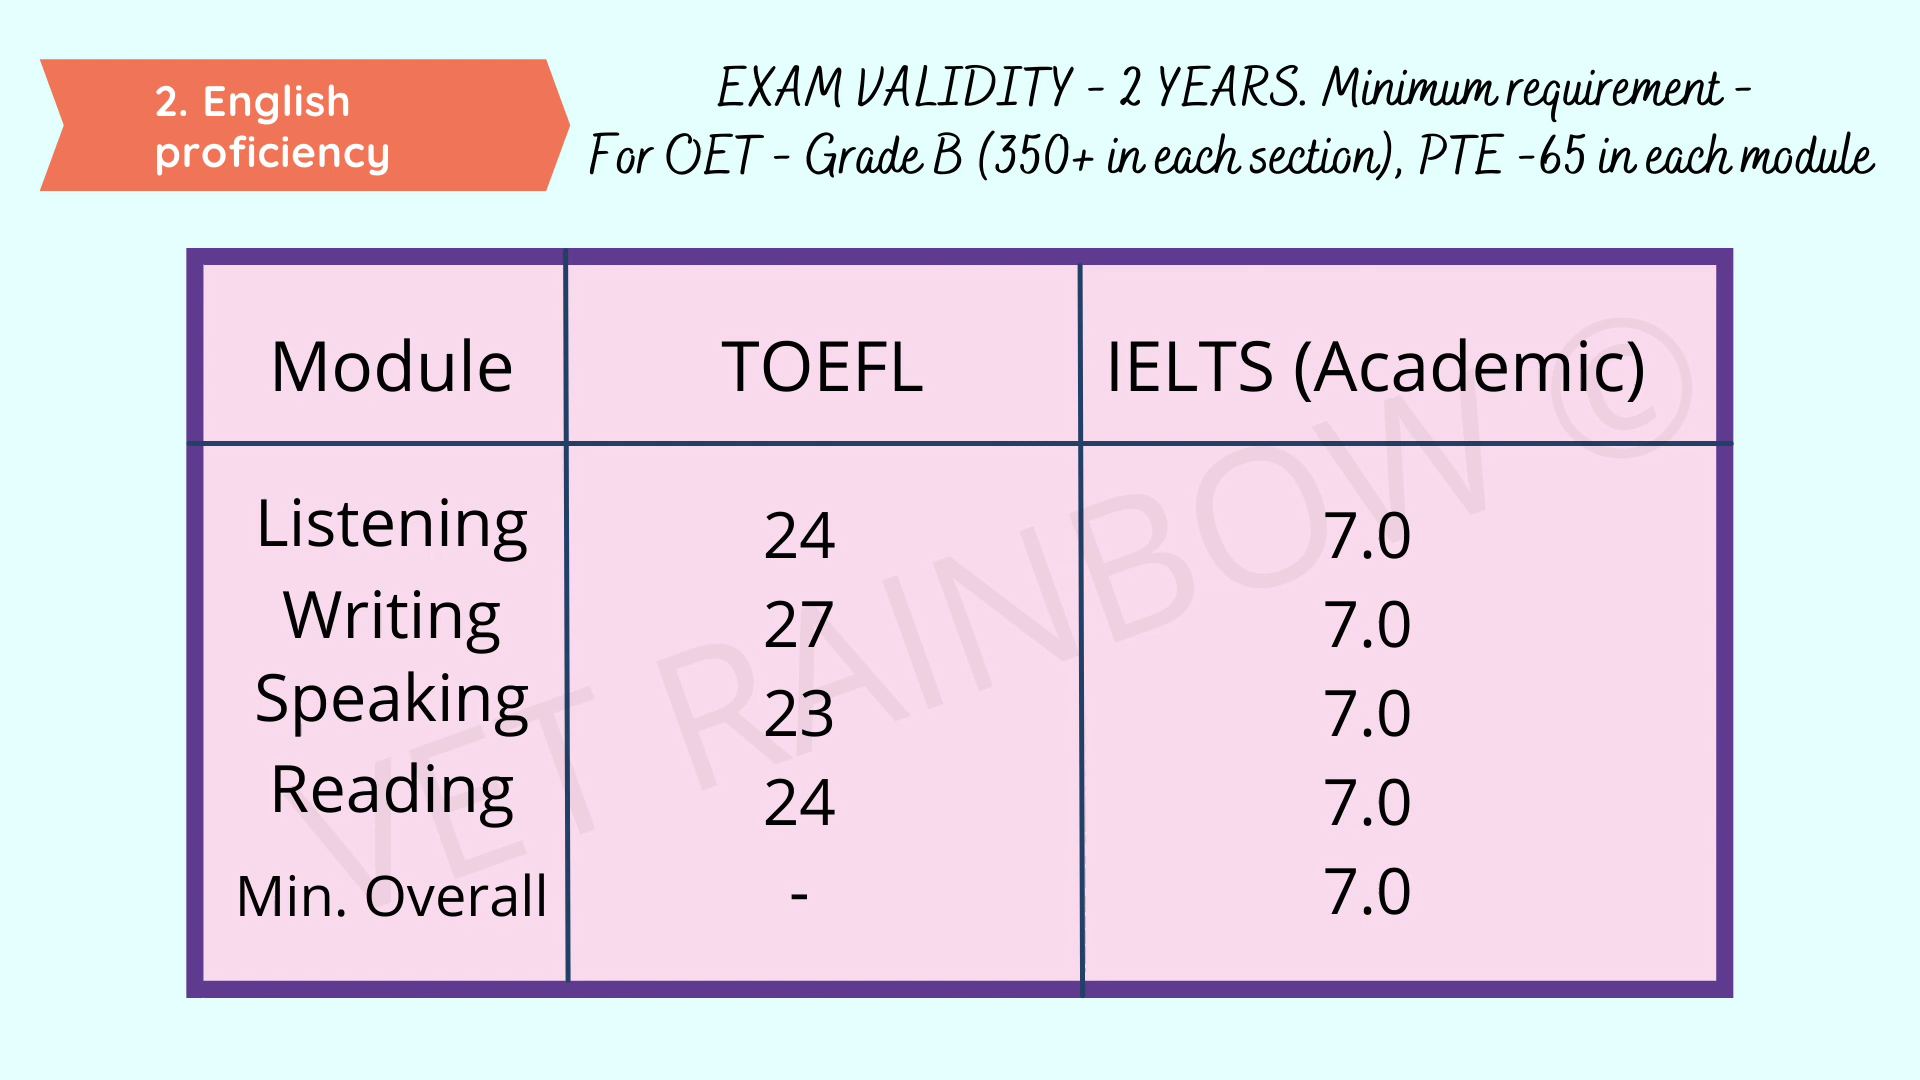 2. English
proficiency
EXAM VALIDITY - 2 YEARS. Minimum requirement -
For OET - Grade B (350+ in each section), PTE -65 in each module
Module TOEFL IELTS (Academic)
Listening 24 7.0
Writing 27 7.0
Speaking 23 7.0
Reading 24 7.0
Min. Overall - 7.0
VET RAINBOW ©